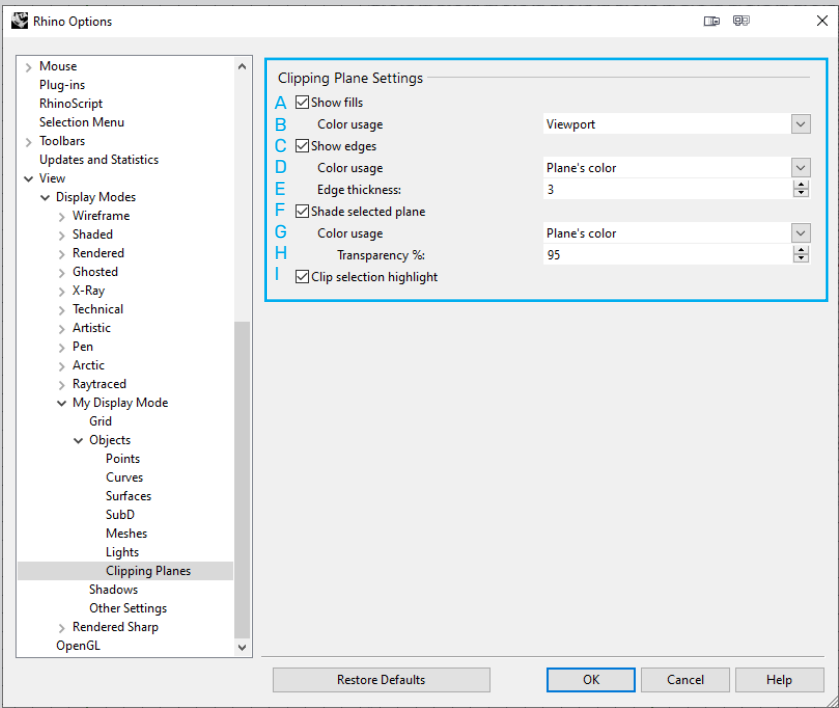 Rhino Options
Mouse
Plug-ins
RhinoScript
Selection Menu
Toolbars
Updates and Statistics
View
Display Modes
Wireframe
Shaded
Rendered
Ghosted
X-Ray
Technical
Artistic
Pen
Arctic
Raytraced
My Display Mode
Grid
Objects
Points
Curves
Surfaces
SubD
Meshes
Lights
Clipping Planes
Shadows
Other Settings
Rendered Sharp
OpenGL
Clipping Plane Settings
A Show fills
B Color usage Viewport
C Show edges
D Color usage Plane's color
E Edge thickness: 3
F Shade selected plane
G Color usage Plane's color
H Transparency %: 95
I Clip selection highlight
Restore Defaults OK Cancel Help